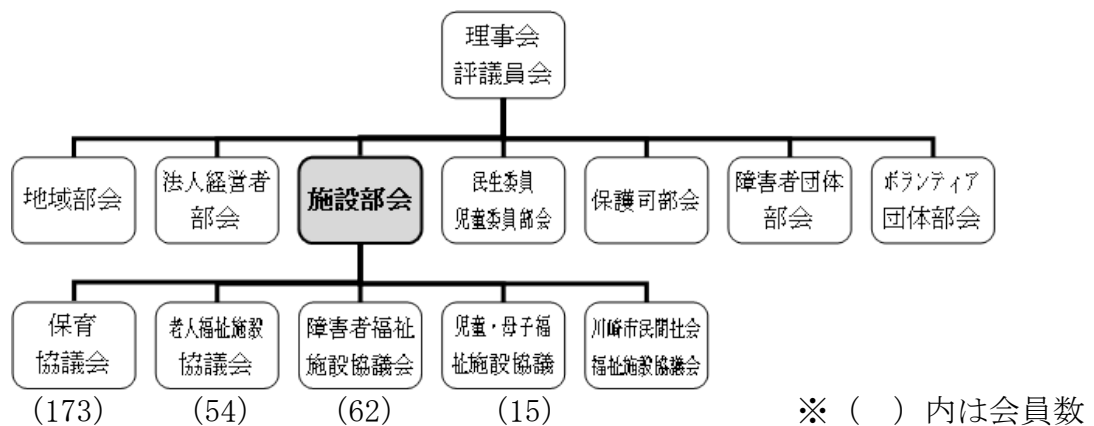 理事会
評議員会
地域部会
法人経営者
部会
施設部会
民生委員
児童委員部会
保護司部会
障害者団体
部会
ボランティア
団体部会
保育
協議会
老人福祉施設
協議会
障害者福祉
施設協議会
児童・母子福
祉施設協議
川崎市民間社会
福祉施設協議会
(173)
(54)
(62)
(15)
※（　）内は会員数